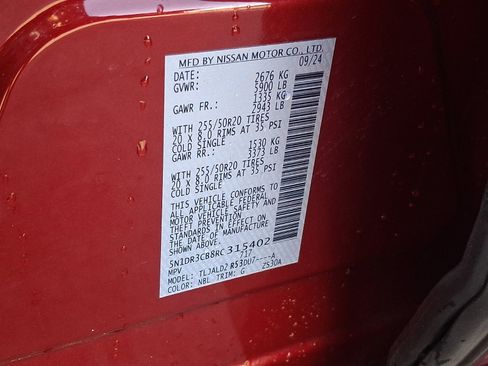 MFD BY NISSAN MOTOR CO., LTD.
DATE: 09/24
GVWR: 2676 KG
5900 LB
GAWR FR.: 1335 KG
2943 LB
WITH 255/50R20 TIRES
20 X 8.0 RIMS AT 35 PSI
COLD SINGLE
GAWR RR.: 1530 KG
3373 LB
WITH 255/50R20 TIRES
20 X 8.0 RIMS AT 35 PSI
COLD SINGLE
THIS VEHICLE CONFORMS TO
ALL APPLICABLE FEDERAL
MOTOR VEHICLE SAFETY AND
THEFT PREVENTION
STANDARDS IN EFFECT ON
THE DATE OF MANUFACTURE
SHOWN ABOVE.
5N1DR3CB8RC315402
MPV 717
MODEL: TLJALD2 R53DU7----A
COLOR: NBL TRIM: G ZS30A